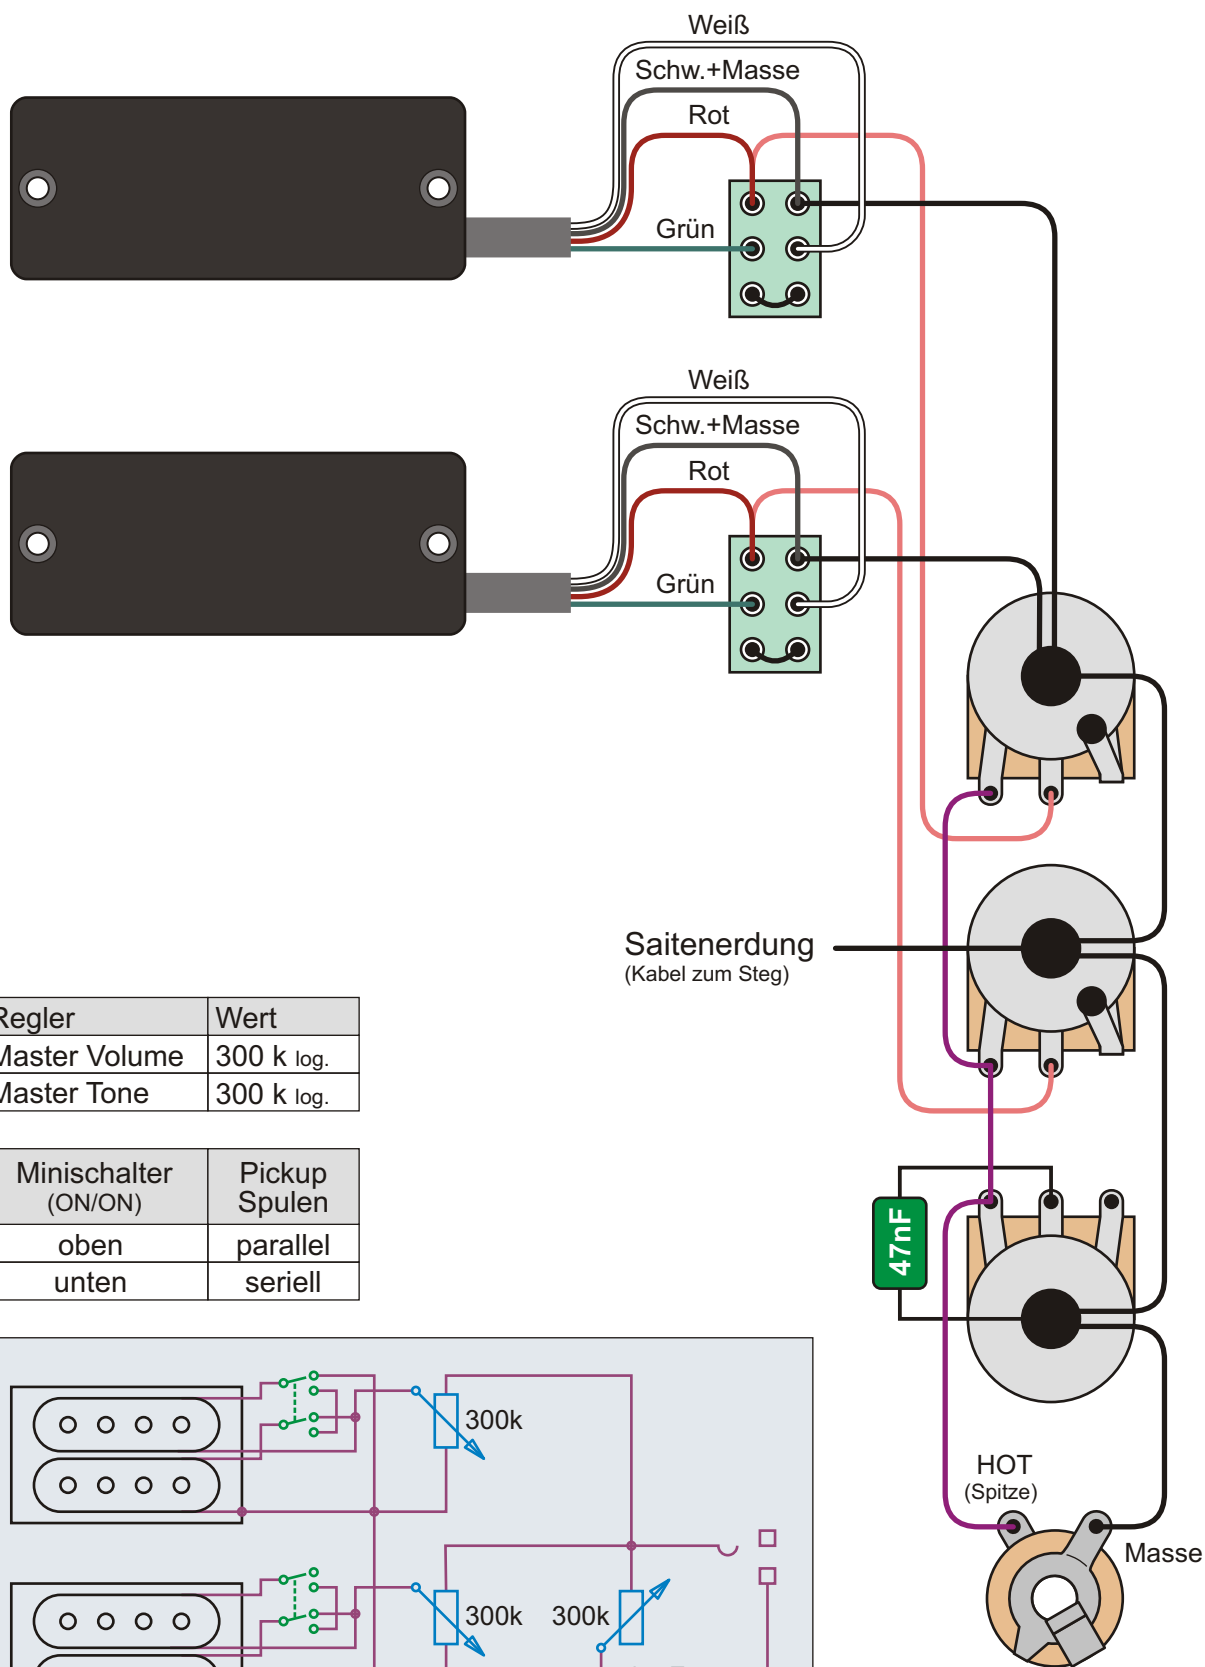 Weiß
Schw.+Masse
Rot
Grün
Weiß
Schw.+Masse
Rot
Grün
Saitenerdung
(Kabel zum Steg)
Regler Wert
Master Volume 300 k log.
Master Tone 300 k log.
Minischalter (ON/ON) Pickup Spulen
oben parallel
unten seriell
47nF
300k
HOT
(Spitze)
Masse
300k 300k